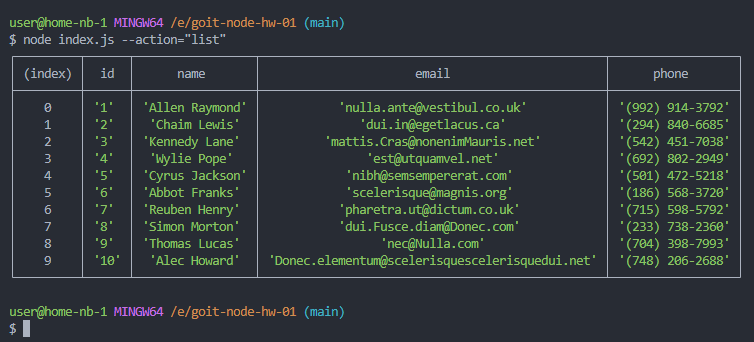 user@home-nb-1 MINGW64 /e/goit-node-hw-01 (main)
$ node index.js --action="list"
(index) id name email phone
0 '1' 'Allen Raymond' 'nulla.ante@vestibul.co.uk' '(992) 914-3792'
1 '2' 'Chaim Lewis' 'dui.in@egetlacus.ca' '(294) 840-6685'
2 '3' 'Kennedy Lane' 'mattis.Cras@nonenimMauris.net' '(542) 451-7038'
3 '4' 'Wylie Pope' 'est@utquamvel.net' '(692) 802-2949'
4 '5' 'Cyrus Jackson' 'nibh@semsempererat.com' '(501) 472-5218'
5 '6' 'Abbot Franks' 'scelerisque@magnis.org' '(186) 568-3720'
6 '7' 'Reuben Henry' 'pharetra.ut@dictum.co.uk' '(715) 598-5792'
7 '8' 'Simon Morton' 'dui.Fusce.diam@Donec.com' '(233) 738-2360'
8 '9' 'Thomas Lucas' 'nec@Nulla.com' '(704) 398-7993'
9 '10' 'Alec Howard' 'Donec.elementum@scelerisquescelerisquedui.net' '(748) 206-2688'
user@home-nb-1 MINGW64 /e/goit-node-hw-01 (main)
$